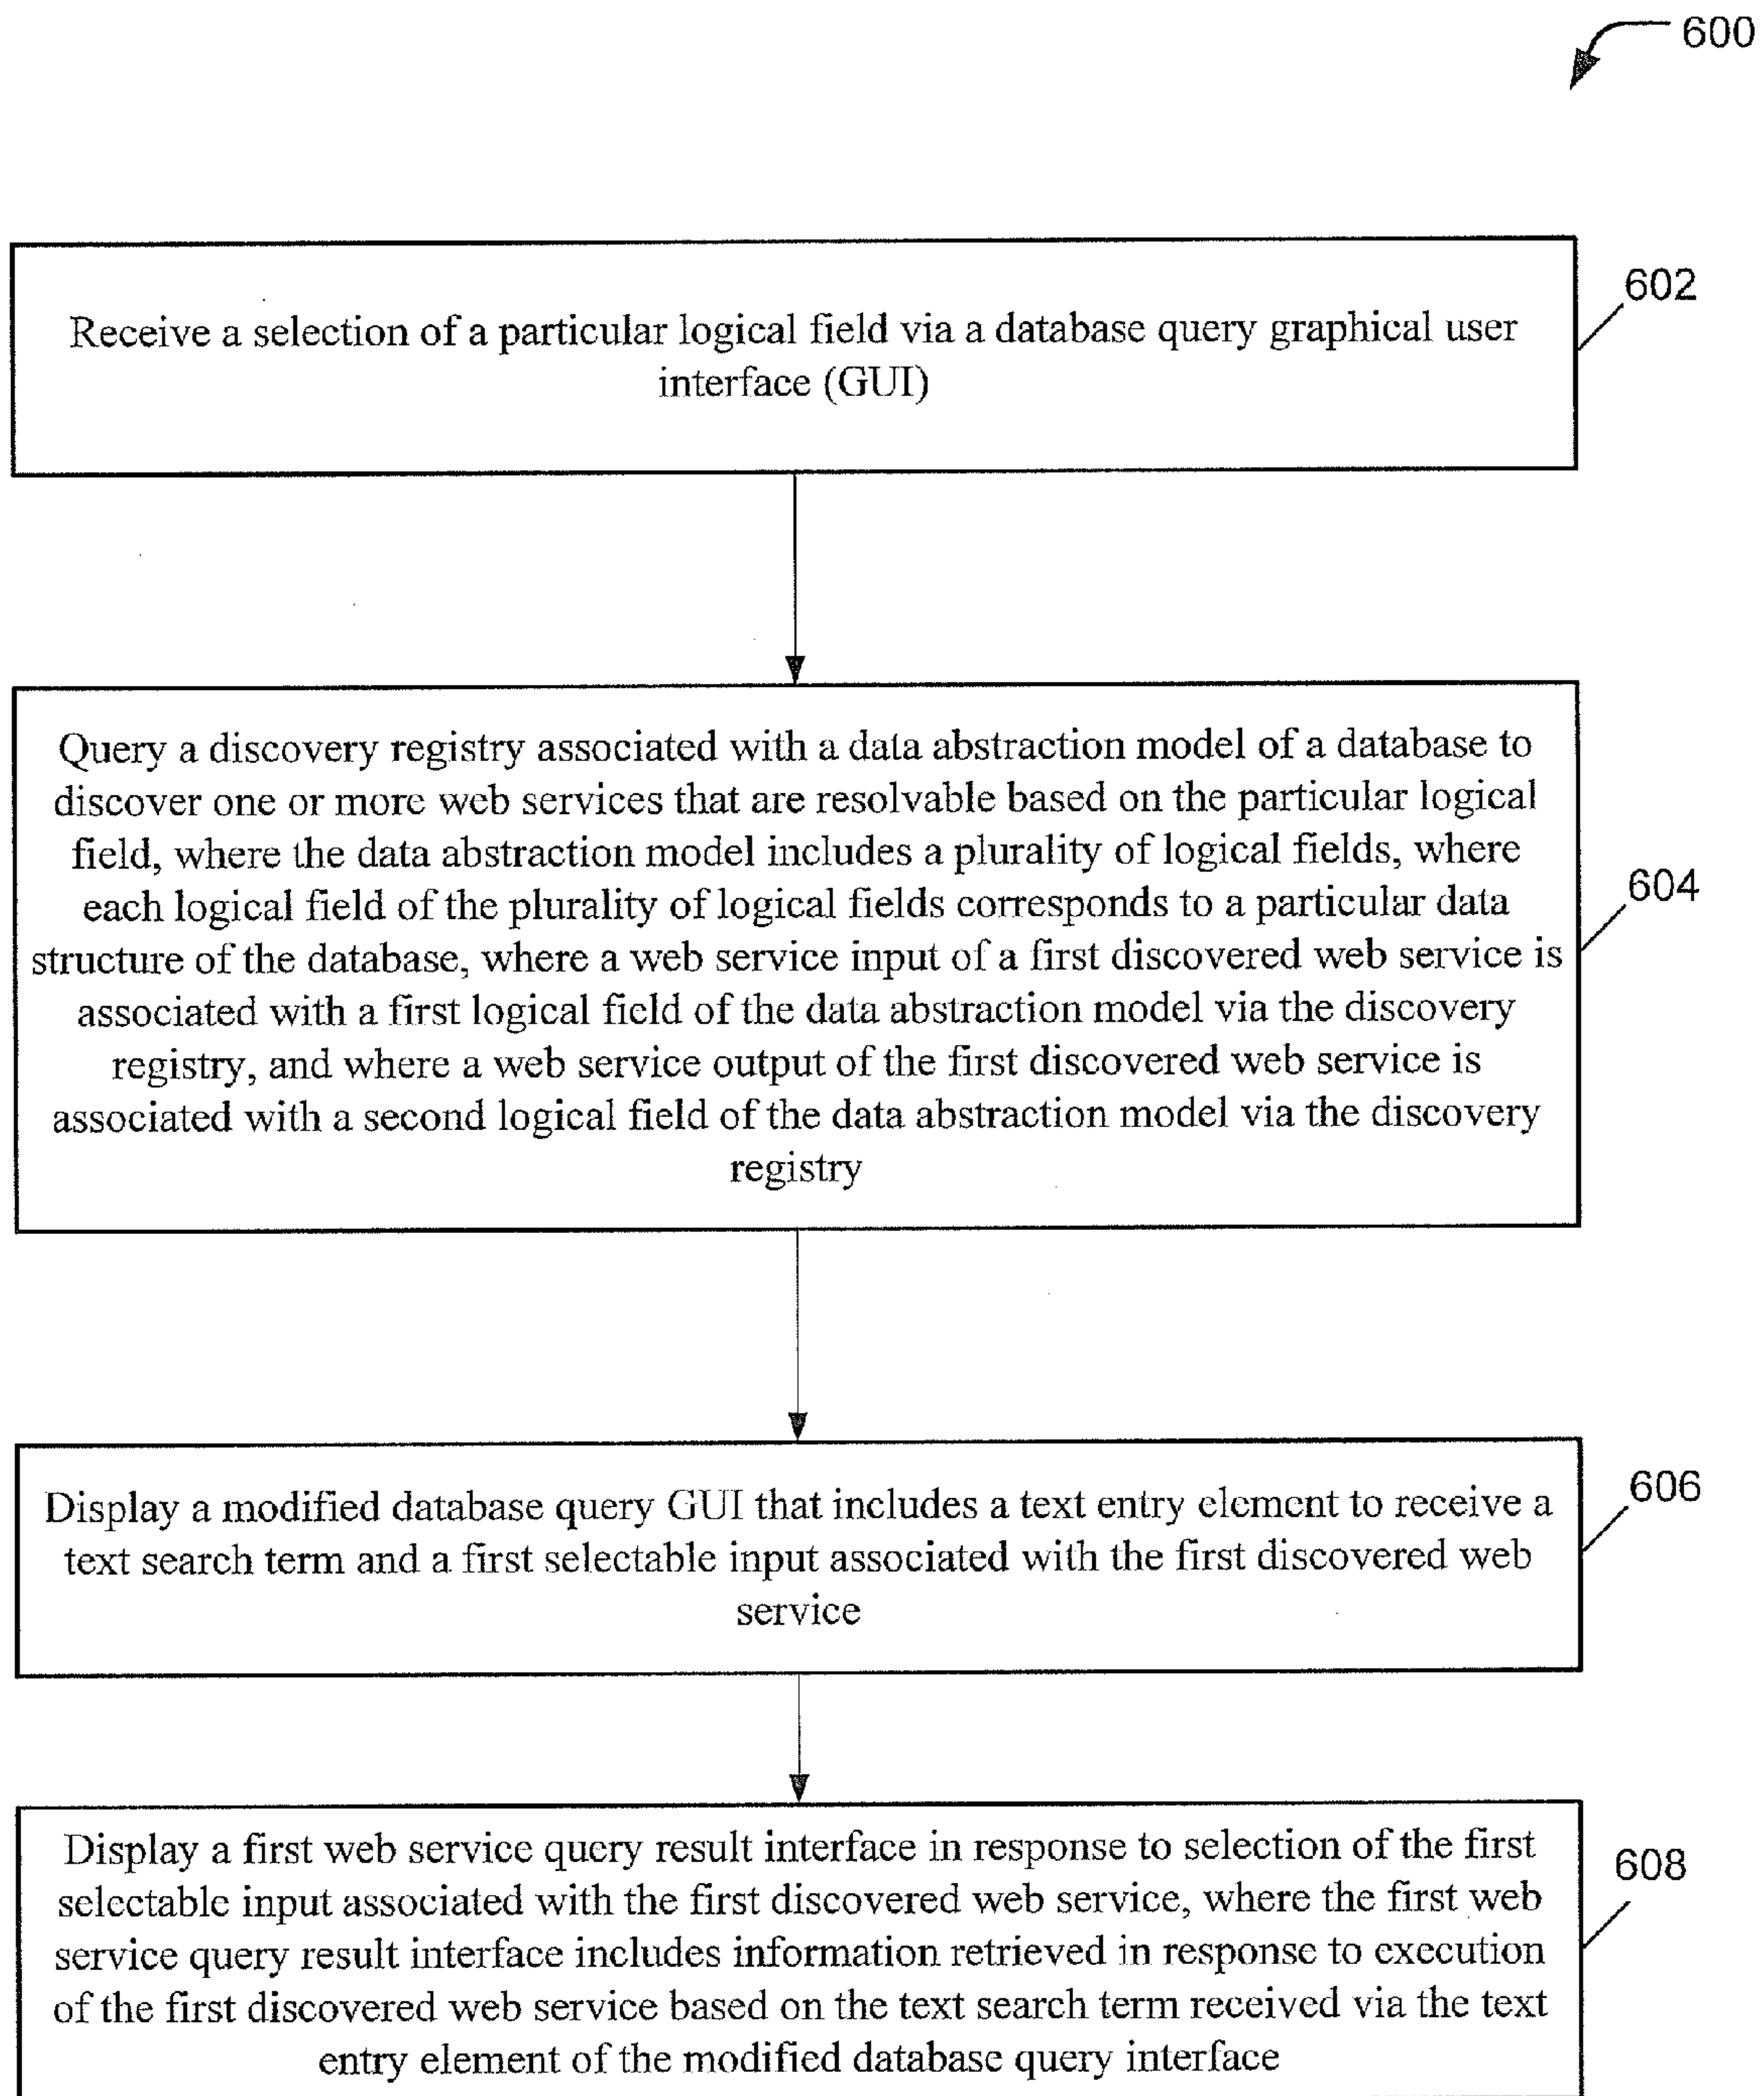 600
Receive a selection of a particular logical field via a database query graphical user
interface (GUI)
602
Query a discovery registry associated with a data abstraction model of a database to
discover one or more web services that are resolvable based on the particular logical
field, where the data abstraction model includes a plurality of logical fields, where
each logical field of the plurality of logical fields corresponds to a particular data
structure of the database, where a web service input of a first discovered web service is
associated with a first logical field of the data abstraction model via the discovery
registry, and where a web service output of the first discovered web service is
associated with a second logical field of the data abstraction model via the discovery
registry
604
Display a modified database query GUI that includes a text entry element to receive a
text search term and a first selectable input associated with the first discovered web
service
606
Display a first web service query result interface in response to selection of the first
selectable input associated with the first discovered web service, where the first web
service query result interface includes information retrieved in response to execution
of the first discovered web service based on the text search term received via the text
entry element of the modified database query interface
608